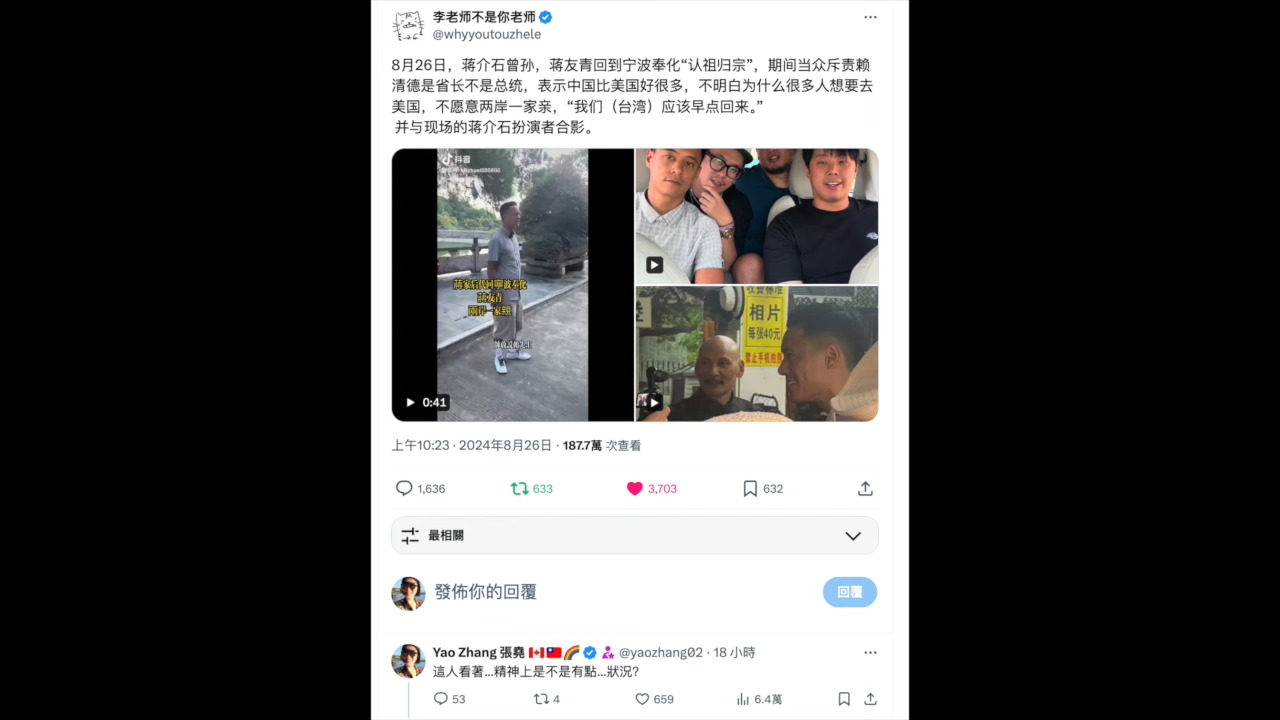 李老师不是你老师
@whyyoutouzhele
8月26日，蒋介石曾孙，蒋友青回到宁波奉化“认祖归宗”，期间当众斥责赖
清德是省长不是总统，表示中国比美国好很多，不明白为什么很多人想要去
美国，不愿意两岸一家亲，“我们（台湾）应该早点回来。”
并与现场的蒋介石扮演者合影。
抖音
蔣家后代回寧波奉化
蔣友青
兩岸一家親
0:41
收费标准
相片
每张40元
上午10:23 · 2024年8月26日 · 187.7萬 次查看
1,636
633
3,703
632
最相關
發佈你的回覆
回覆
Yao Zhang 張堯 @yaozhang02 · 18 小時
這人看著...精神上是不是有點...狀況?
53
4
659
6.4萬